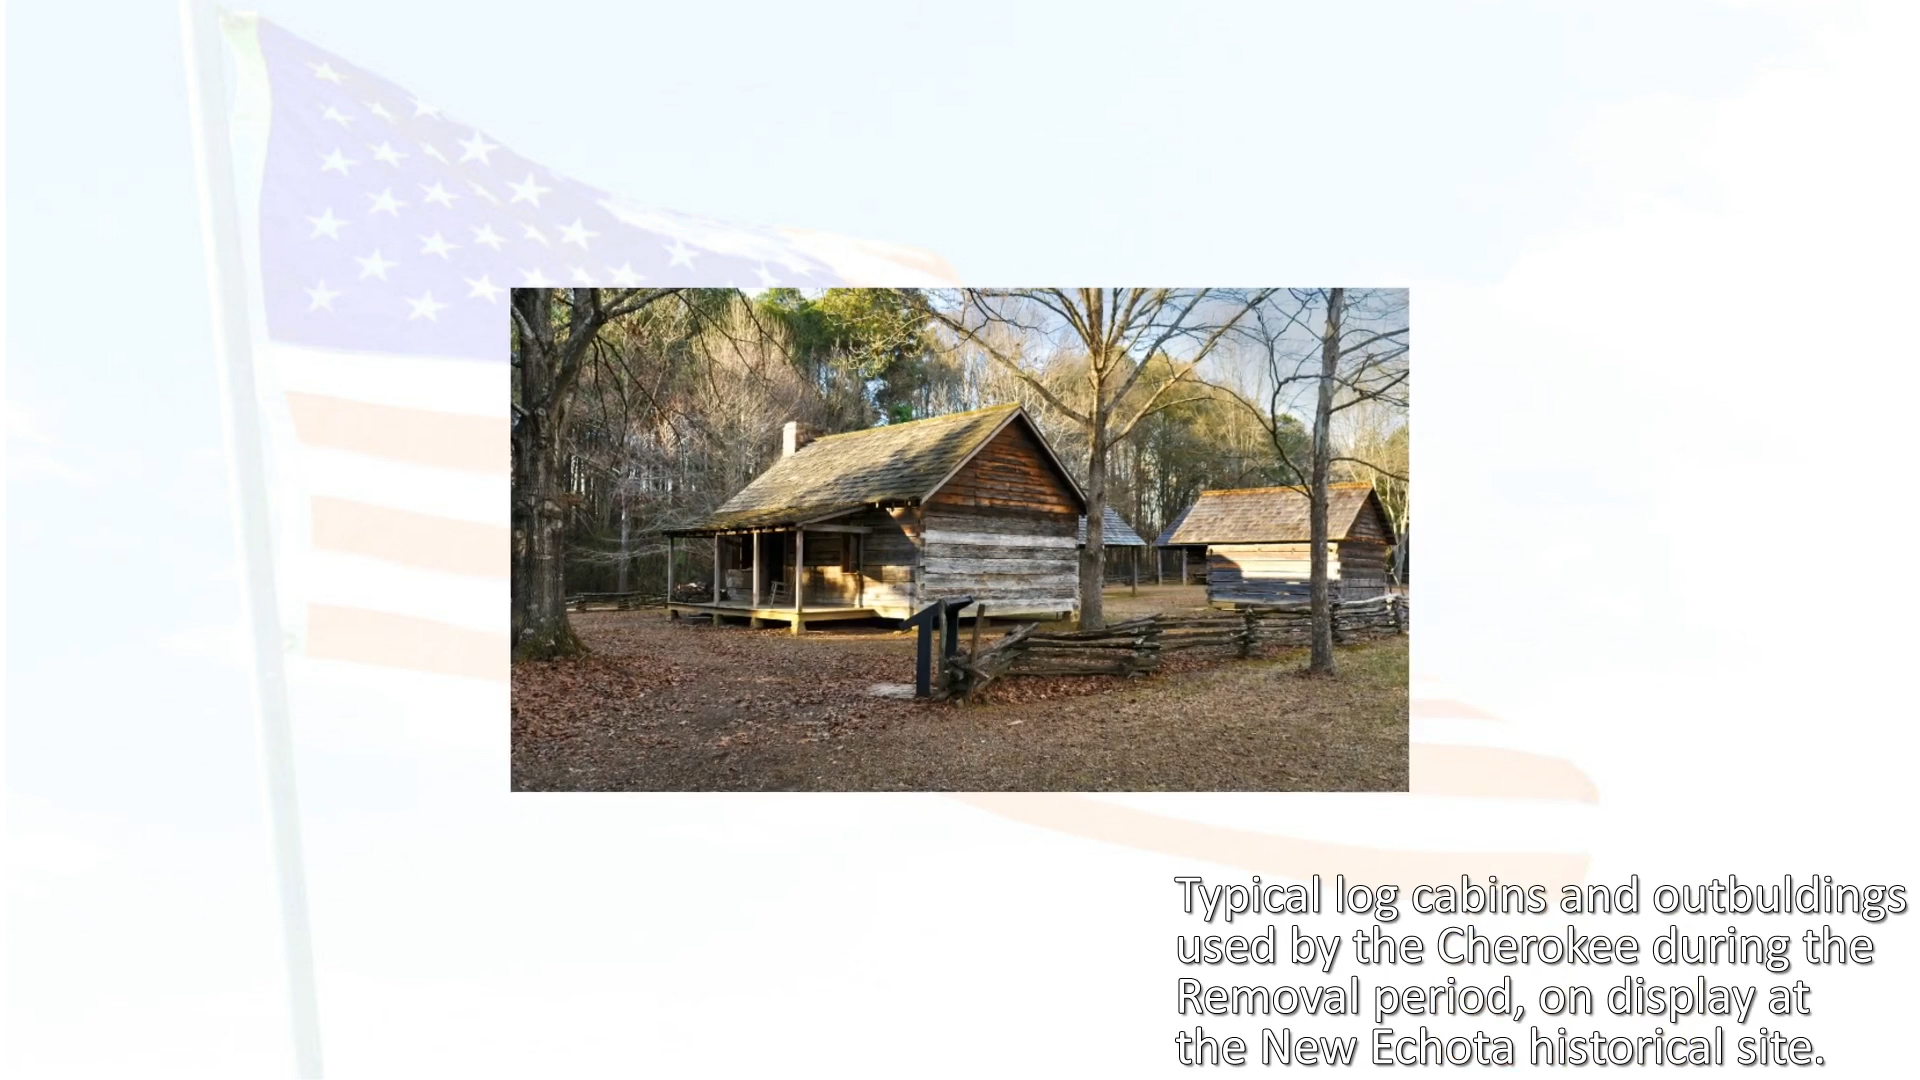 Typical log cabins and outbuldings
used by the Cherokee during the
Removal period, on display at
the New Echota historical site.